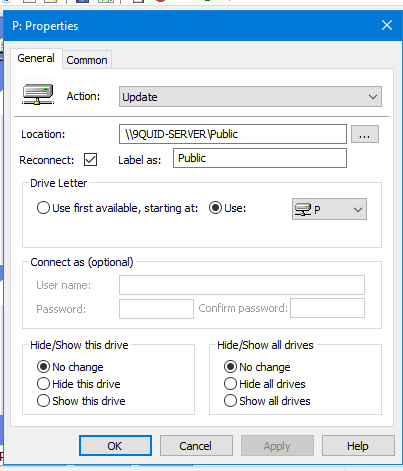 P: Properties
General Common
Action: Update
Location: \\9QUID-SERVER\Public ...
Reconnect: Label as: Public
Drive Letter
Use first available, starting at: Use: P
Connect as (optional)
User name:
Password: Confirm password:
Hide/Show this drive Hide/Show all drives
No change No change
Hide this drive Hide all drives
Show this drive Show all drives
OK Cancel Apply Help